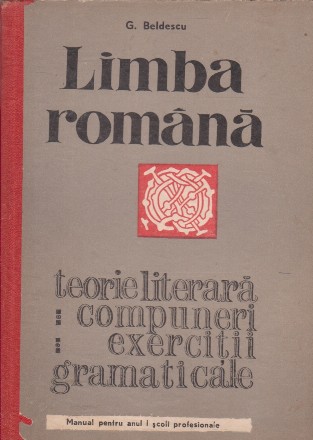 G. Beldescu
Limba
română
teorie literară
compuneri
exerciții
gramaticale
Manual pentru anul I școli profesionale